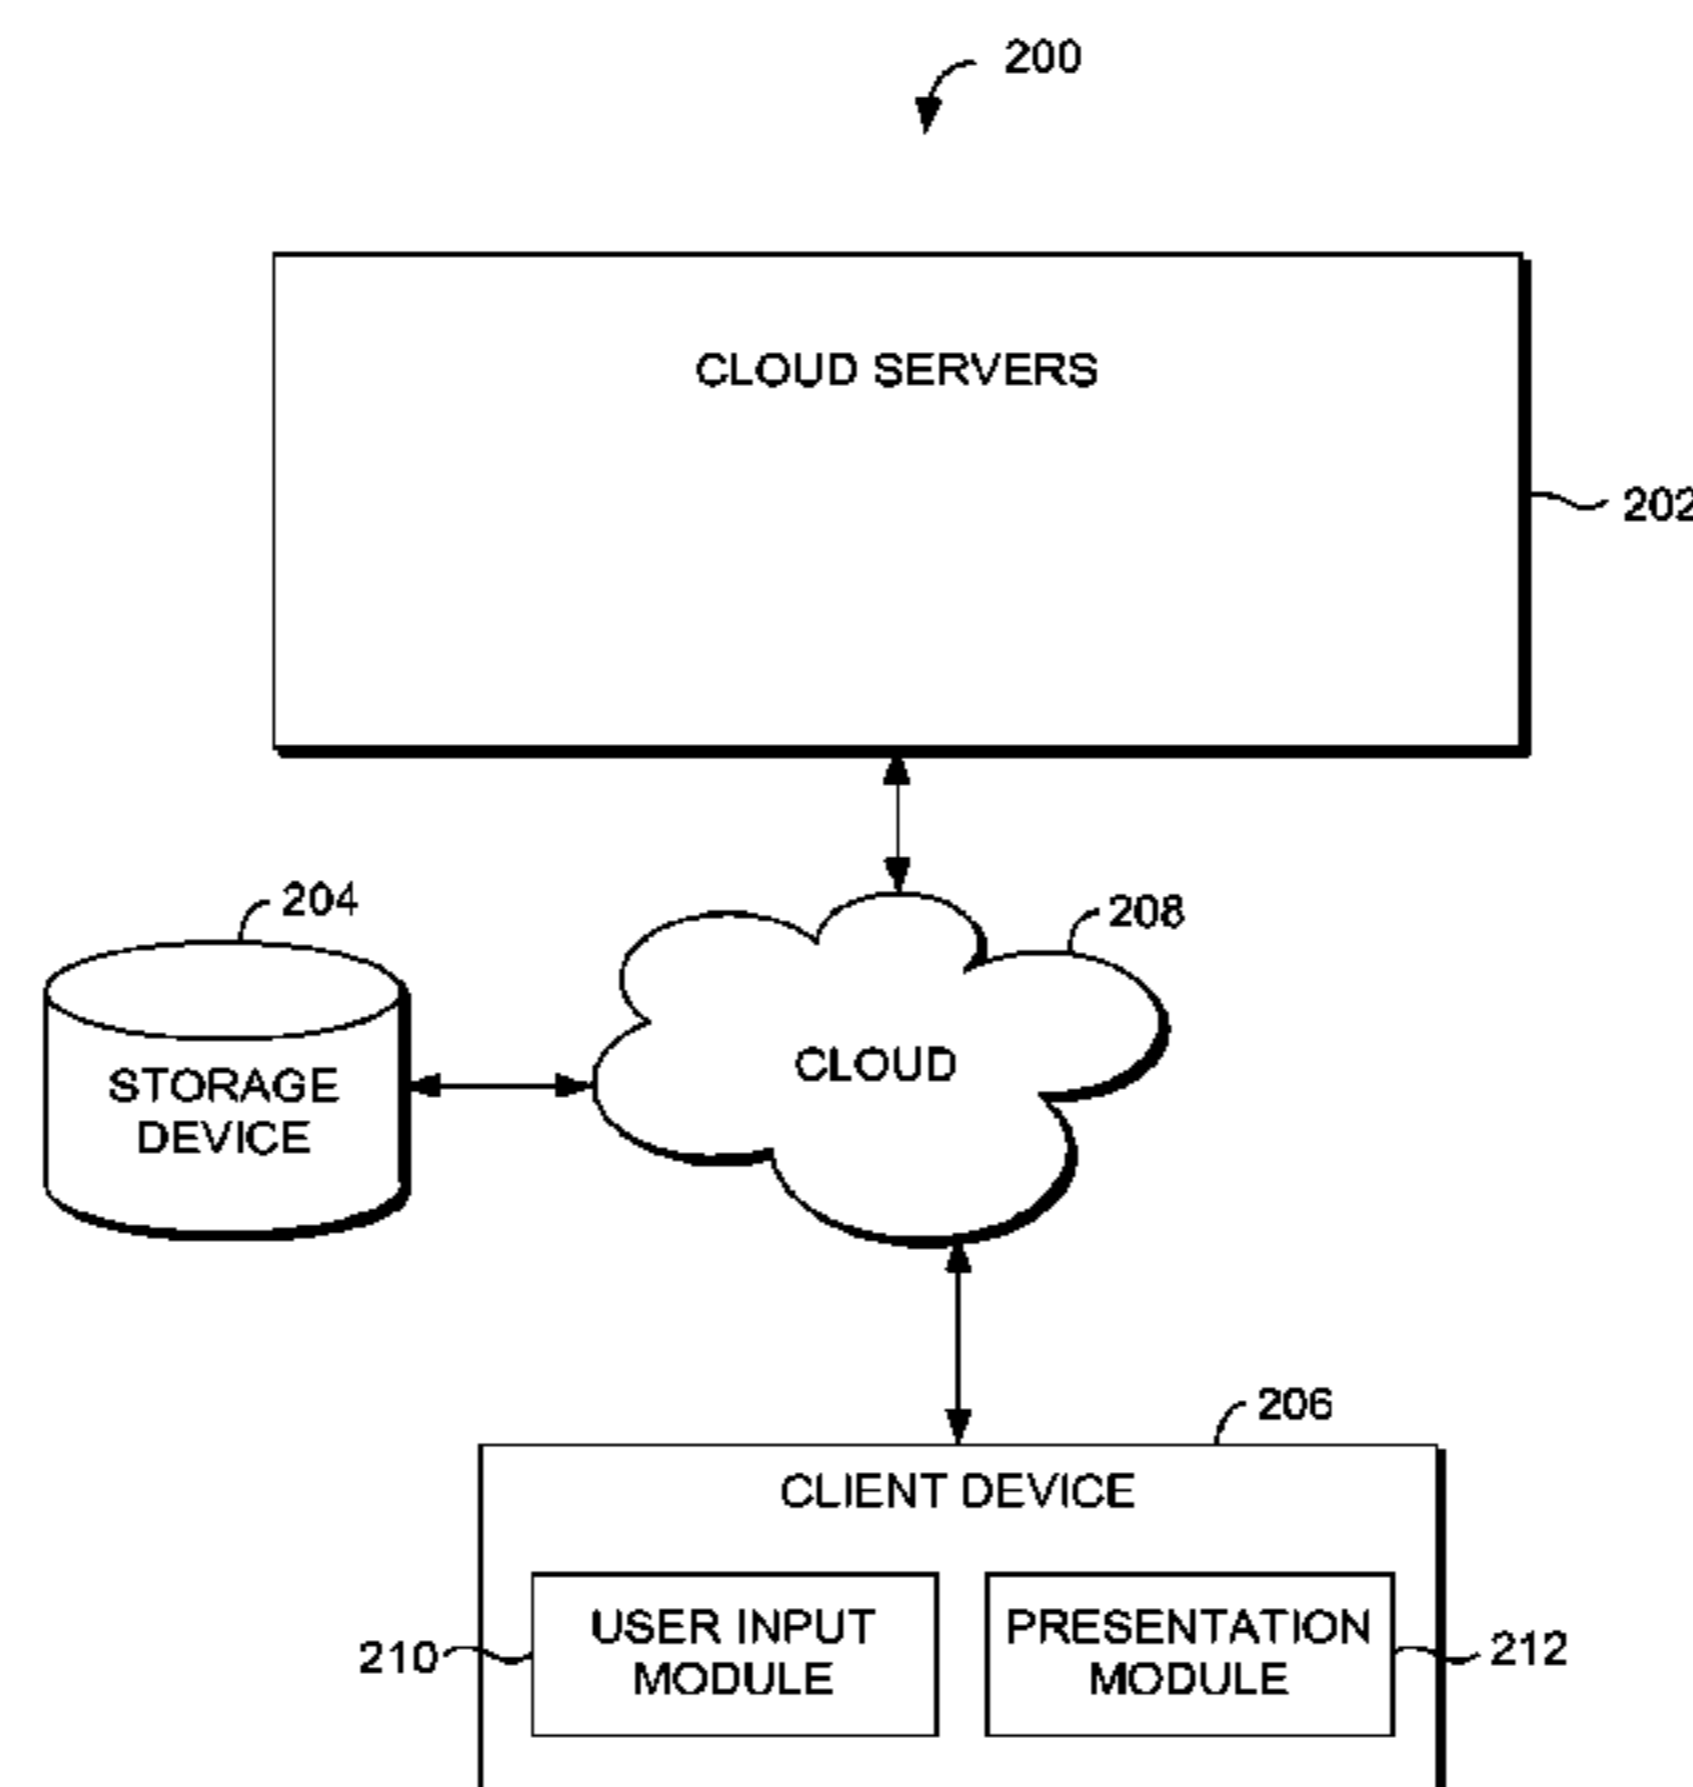 200
CLOUD SERVERS
202
204
208
STORAGE
DEVICE
CLOUD
206
CLIENT DEVICE
210
USER INPUT
MODULE
PRESENTATION
MODULE
212